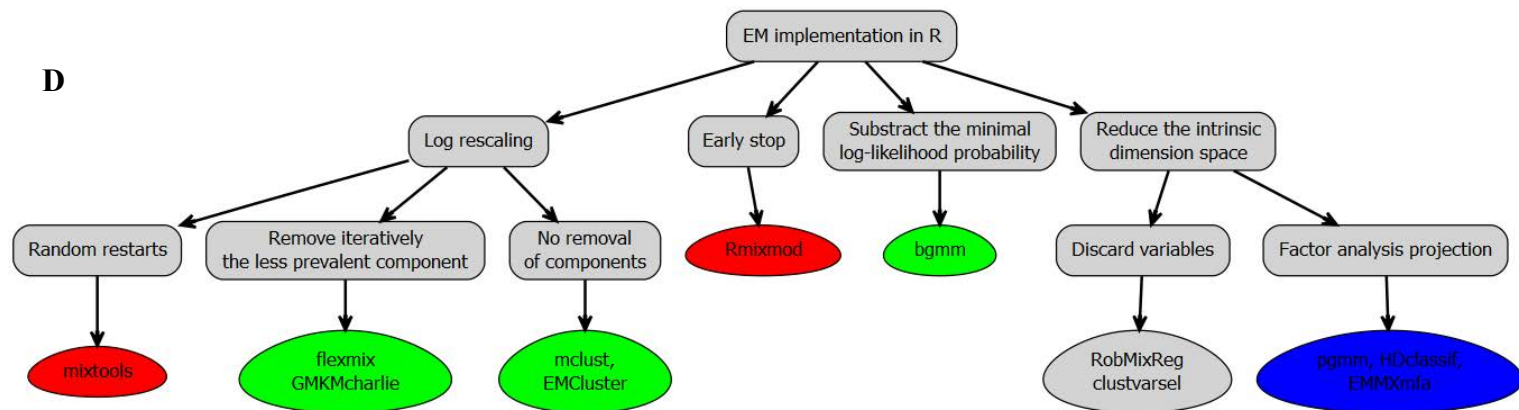 D
EM implementation in R
Log rescaling
Early stop
Substract the minimal
log-likelihood probability
Reduce the intrinsic
dimension space
Random restarts
Remove iteratively
the less prevalent component
No removal
of components
Rmixmod
bgmm
Discard variables
Factor analysis projection
mixtools
flexmix
GMKMcharlie
mclust,
EMCluster
RobMixReg
clustvarsel
pgmm, HDclassif,
EMMXmfa